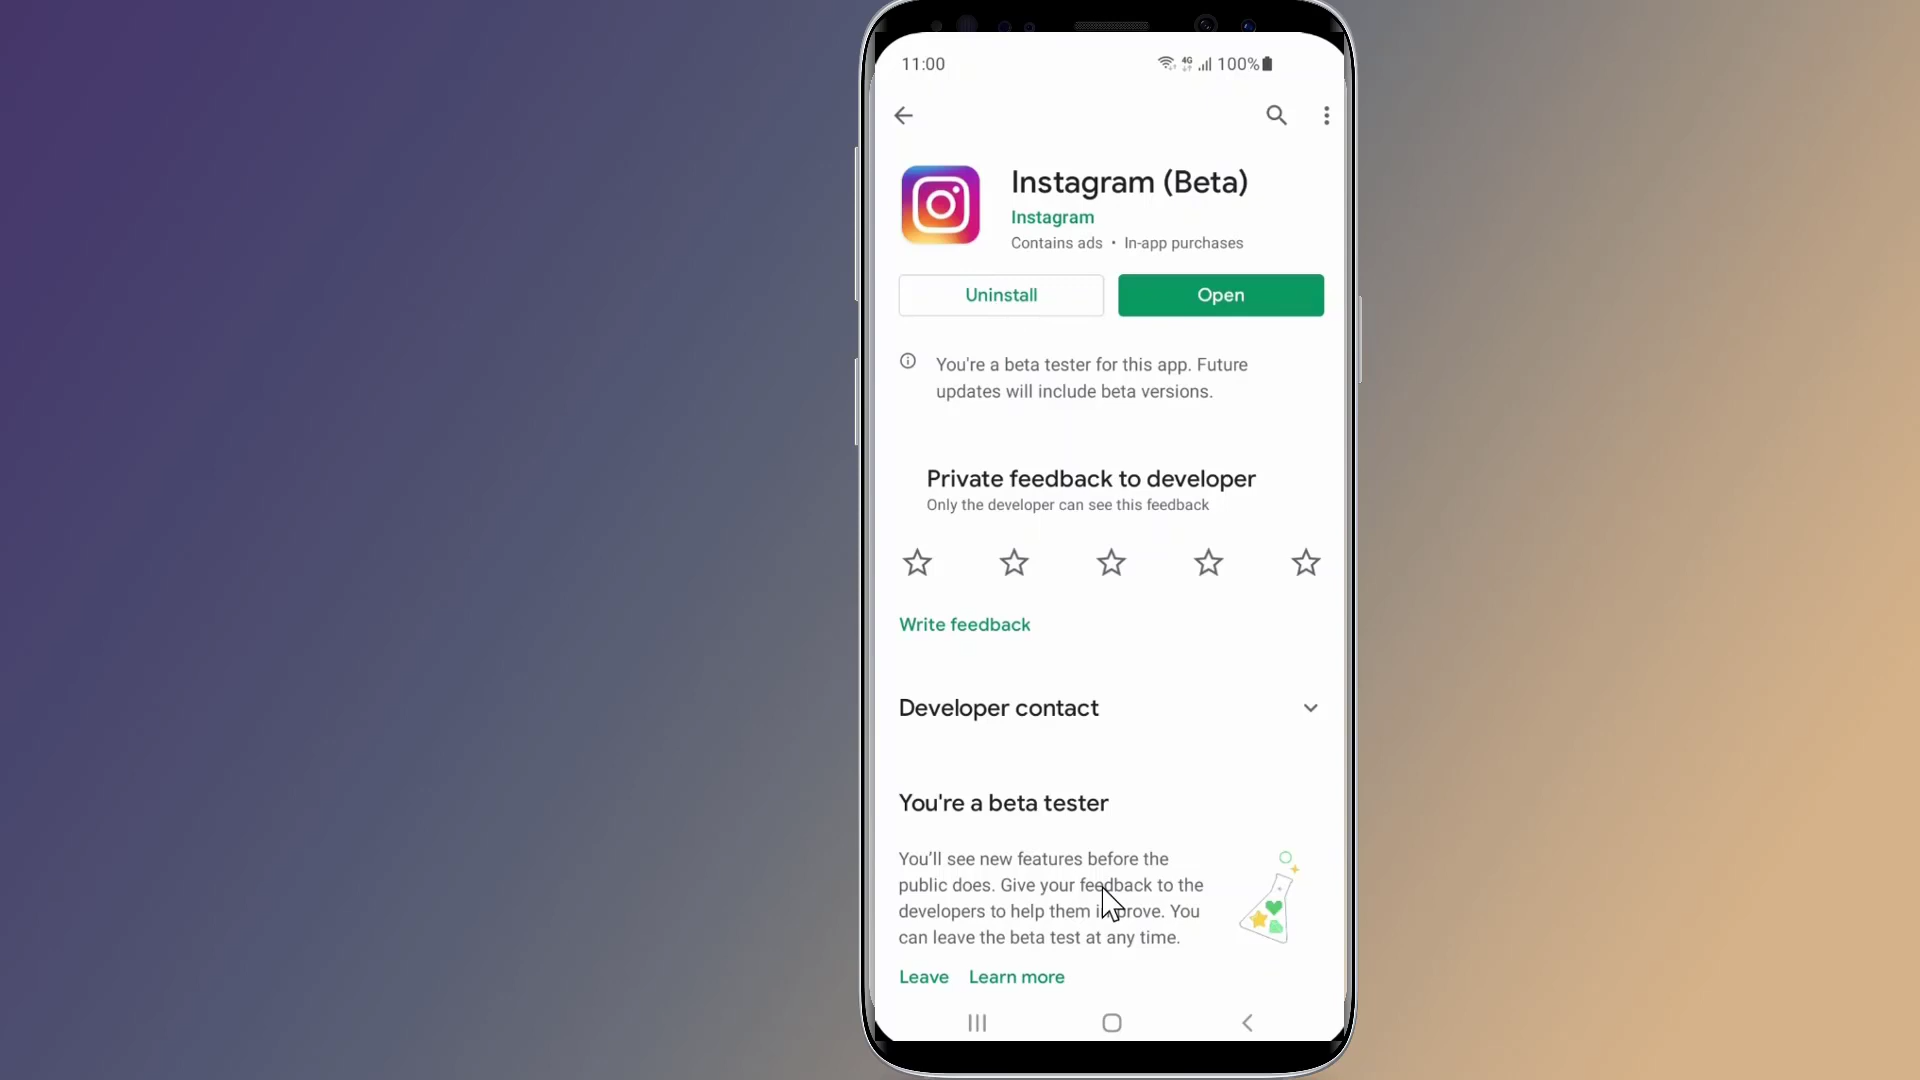 11:00
4G 100%
Instagram (Beta)
Instagram
Contains ads • In-app purchases
Uninstall Open
You're a beta tester for this app. Future
updates will include beta versions.
Private feedback to developer
Only the developer can see this feedback
Write feedback
Developer contact
You're a beta tester
You’ll see new features before the
public does. Give your feedback to the
developers to help them improve. You
can leave the beta test at any time.
Leave Learn more